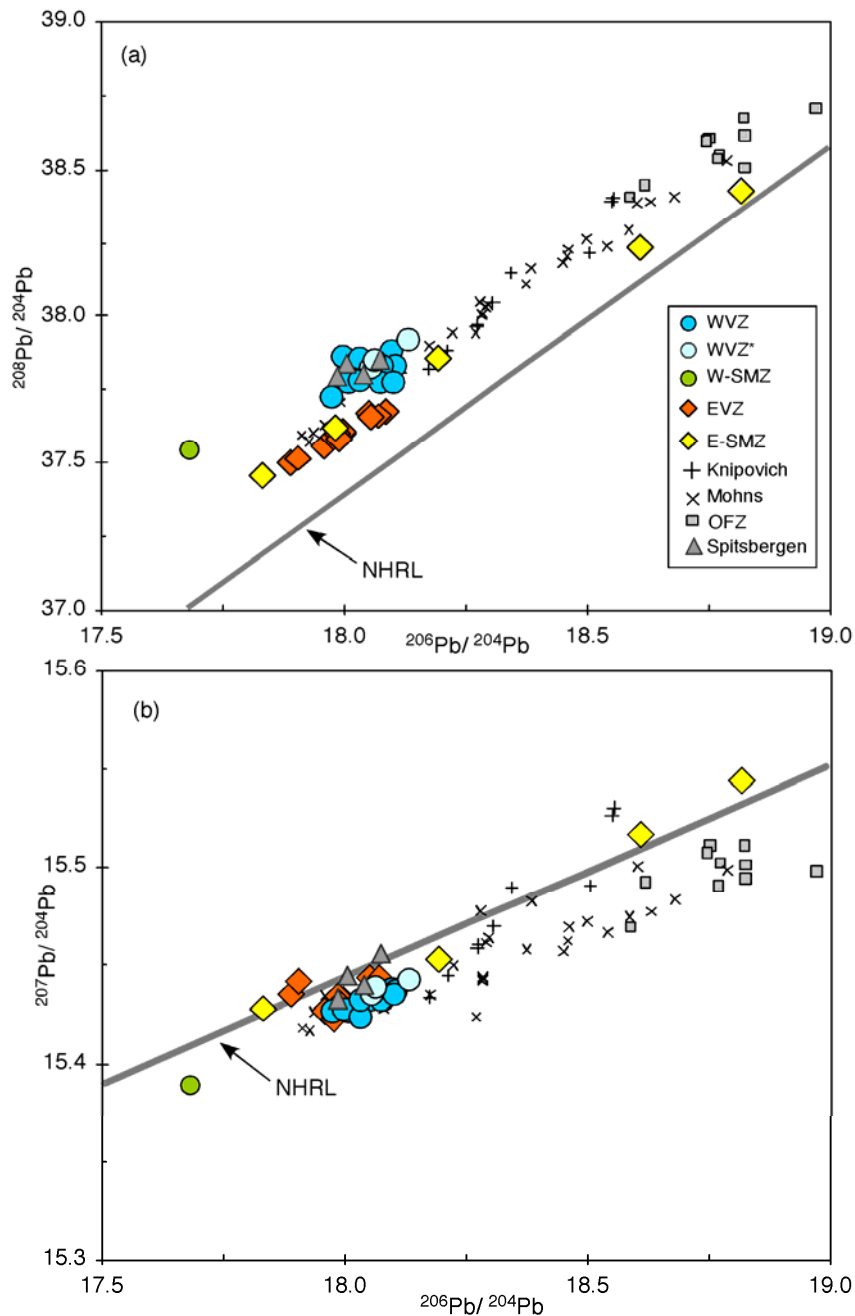 39.0
(a)
38.5
38.0
37.5
37.0
208Pb/ 204Pb
WVZ
WVZ*
W-SMZ
EVZ
E-SMZ
Knipovich
Mohns
OFZ
Spitsbergen
NHRL
17.5
18.0
18.5
19.0
206Pb/ 204Pb
15.6
(b)
15.5
15.4
15.3
207Pb/ 204Pb
NHRL
17.5
18.0
18.5
19.0
206Pb/ 204Pb